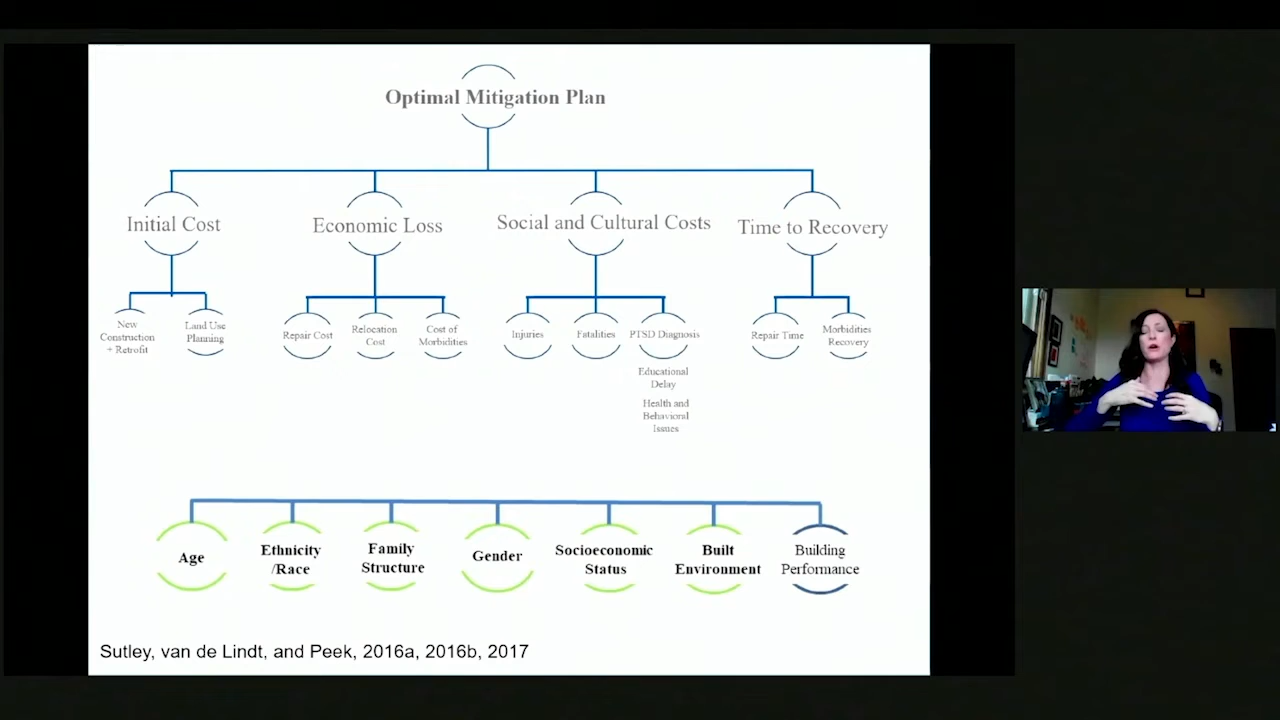 Optimal Mitigation Plan
Initial Cost
Economic Loss
Social and Cultural Costs
Time to Recovery
New
Construction
+ Retrofit
Land Use
Planning
Repair Cost
Relocation
Cost
Cost of
Morbidities
Injuries
Fatalities
PTSD Diagnosis
Educational
Delay
Health and
Behavioral
Issues
Repair Time
Morbidities
Recovery
Age
Ethnicity
/Race
Family
Structure
Gender
Socioeconomic
Status
Built
Environment
Building
Performance
Sutley, van de Lindt, and Peek, 2016a, 2016b, 2017